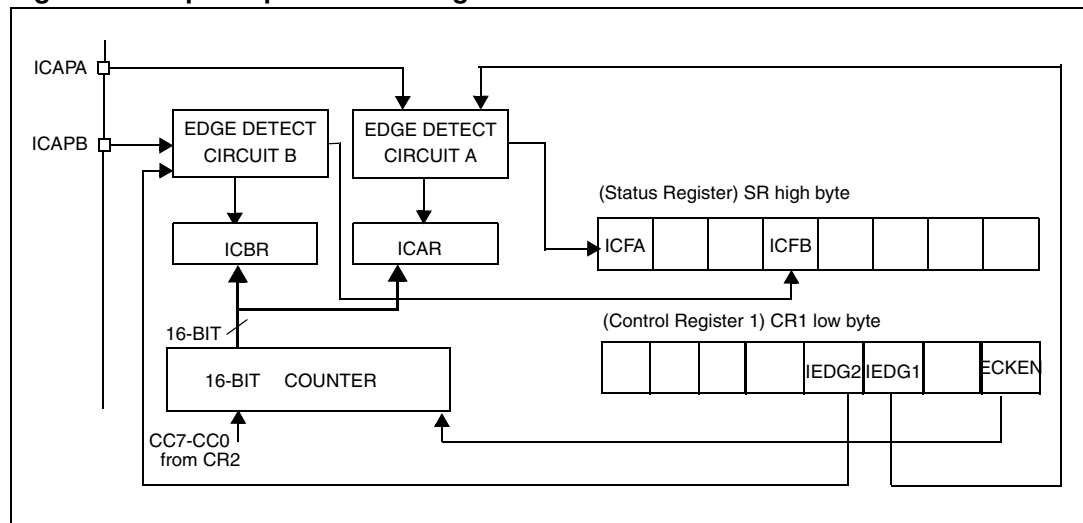 ICAPA
ICAPB
EDGE DETECT
CIRCUIT B
EDGE DETECT
CIRCUIT A
(Status Register) SR high byte
ICBR
ICAR
ICFA
ICFB
16-BIT
(Control Register 1) CR1 low byte
16-BIT COUNTER
IEDG2
IEDG1
ECKEN
CC7-CC0
from CR2